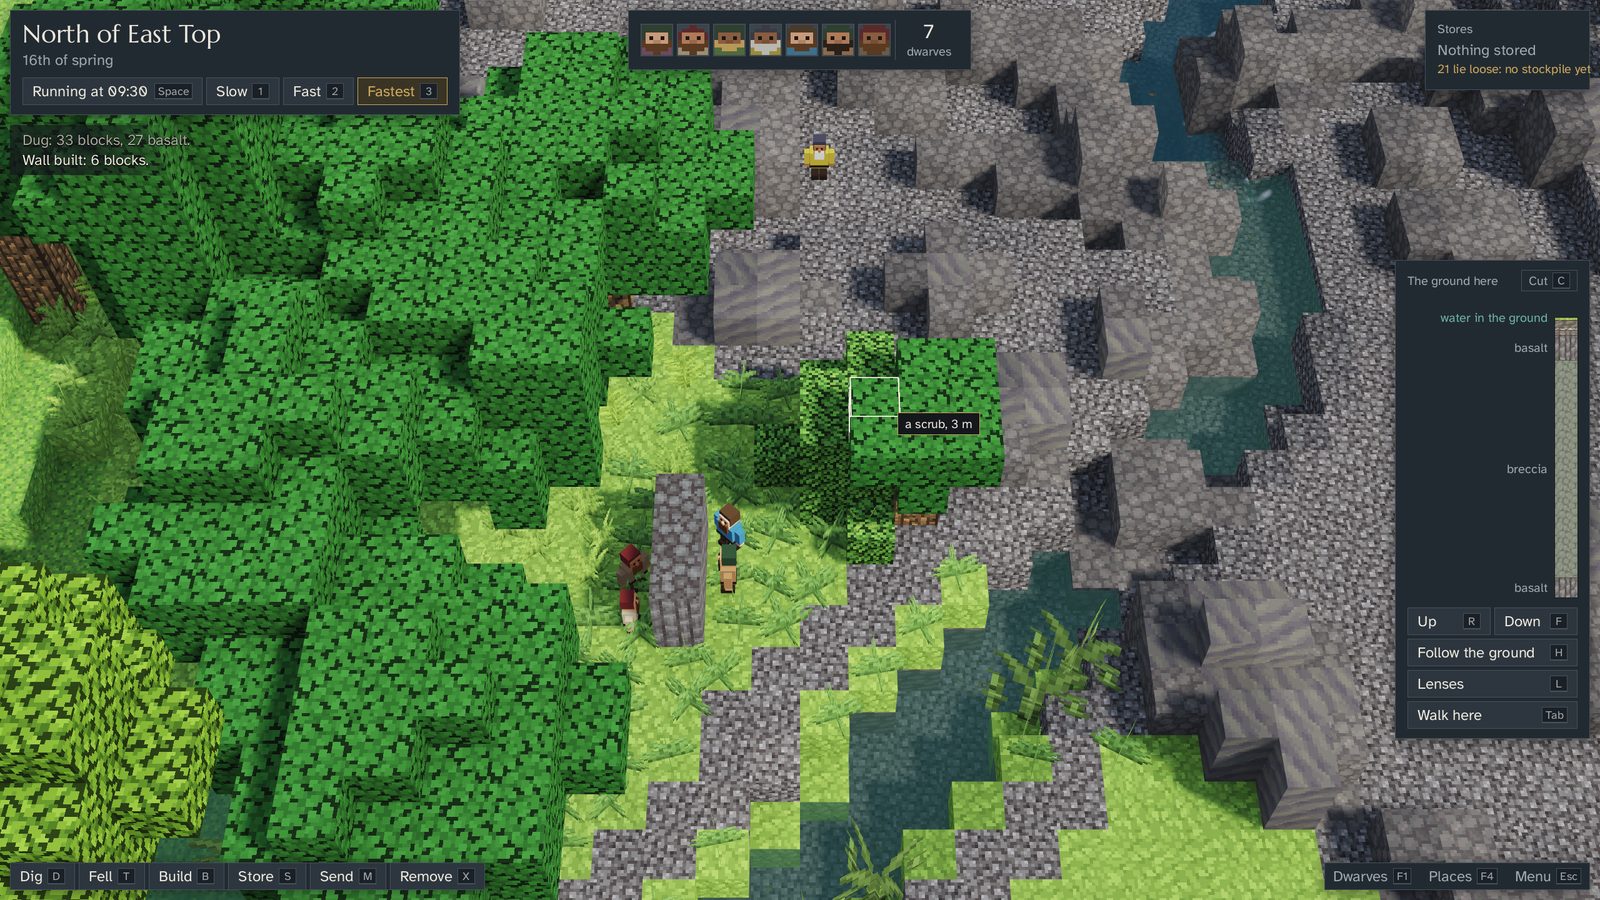 North of East Top
16th of spring
Running at 09:30 Space
Slow 1
Fast 2
Fastest 3
Dug: 33 blocks, 27 basalt.
Wall built: 6 blocks.
7
dwarves
Stores
Nothing stored
21 lie loose: no stockpile yet
The ground here
Cut C
water in the ground
basalt
breccia
basalt
Up R
Down F
Follow the ground H
Lenses L
Walk here Tab
a scrub, 3 m
Dig D
Fell T
Build B
Store S
Send M
Remove X
Dwarves F1
Places F4
Menu Esc